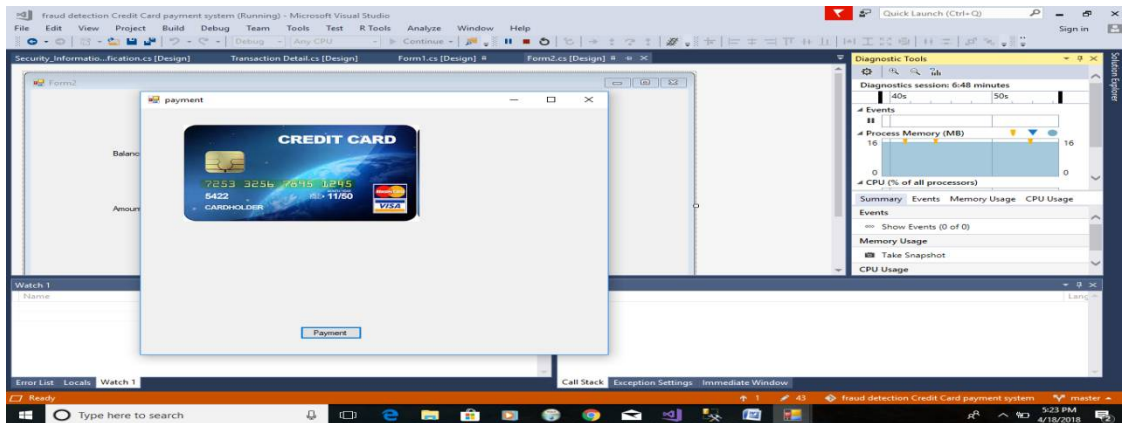 fraud detection Credit Card payment system (Running) - Microsoft Visual Studio
Quick Launch (Ctrl+Q)
File Edit View Project Build Debug Team Tools Test R Tools Analyze Window Help
Sign in
Debug Any CPU Continue
Security_Informatio...fication.cs [Design] Transaction Detail.cs [Design] Form1.cs [Design] Form2.cs [Design]
Form2
payment
Balanc
Amoun
CREDIT CARD
7253 3256 7645 1245
5422 11/50
CARDHOLDER
VISA
Payment
Diagnostic Tools
Diagnostics session: 6:48 minutes
40s 50s
Events
Process Memory (MB)
16 16
0 0
CPU (% of all processors)
Summary Events Memory Usage CPU Usage
Events
Show Events (0 of 0)
Memory Usage
Take Snapshot
CPU Usage
Solution Explorer
Watch 1
Name
Lang
Error List Locals Watch 1
Call Stack Exception Settings Immediate Window
Ready
1 43 fraud detection Credit Card payment system master
Type here to search
5:23 PM
4/18/2018